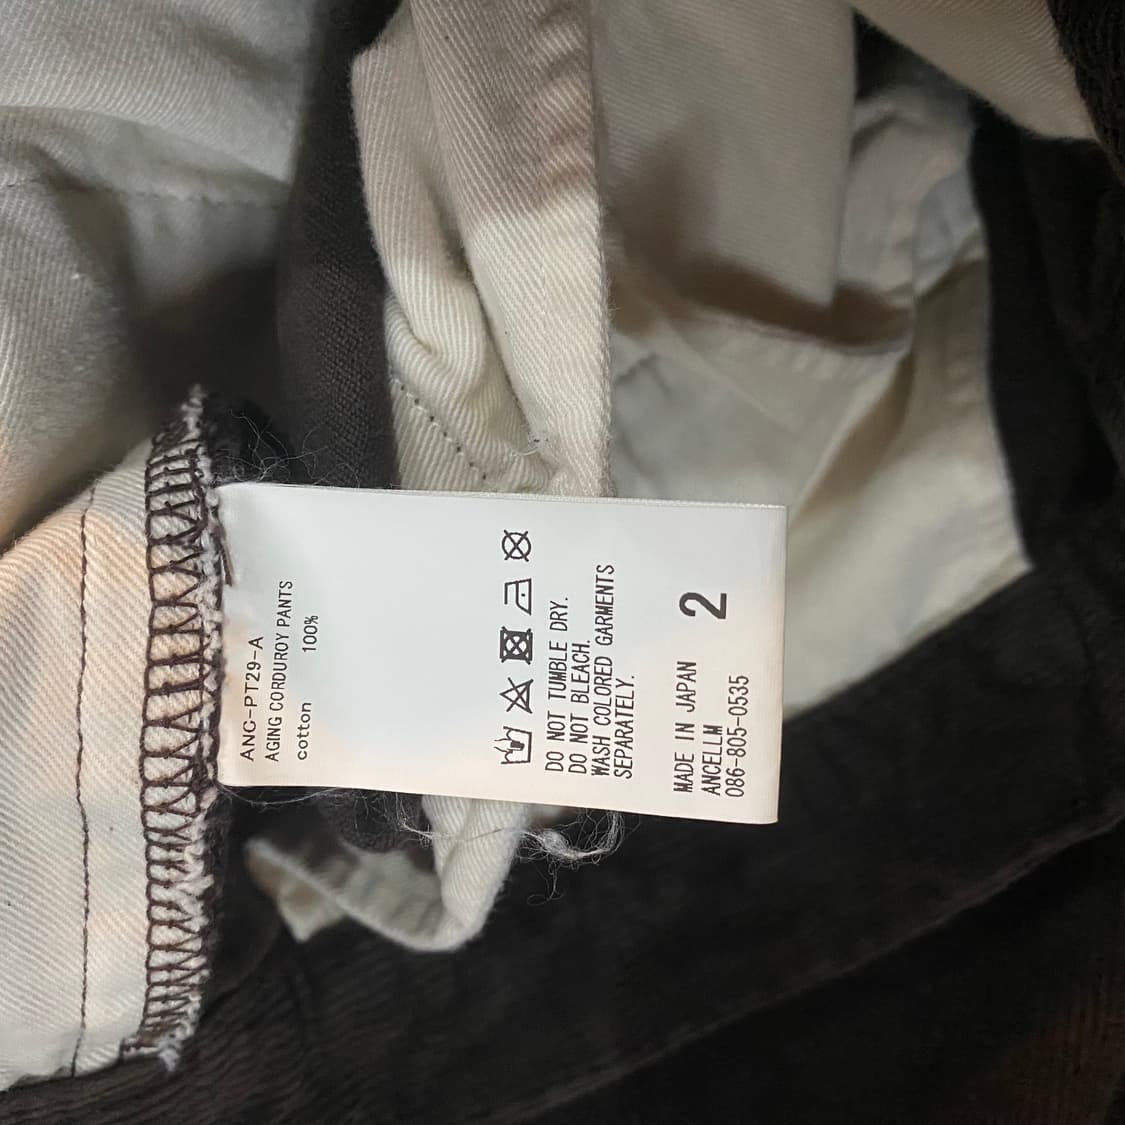 ANC-PT29-A
AGING CORDUROY PANTS
cotton 100%
DO NOT TUMBLE DRY.
DO NOT BLEACH.
WASH COLORED GARMENTS
SEPARATELY.
MADE IN JAPAN
ANCELLM
086-805-0535
2